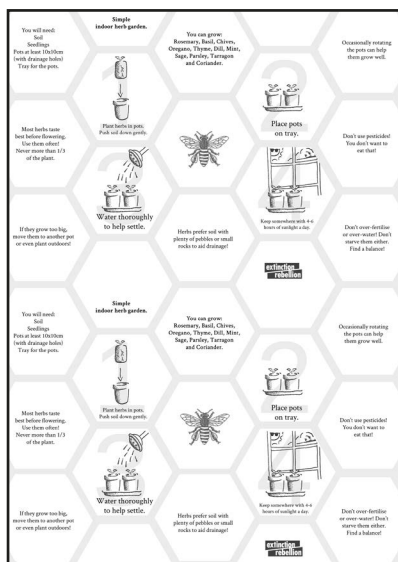 You will need:
Soil
Seedlings
Pots at least 10x10cm
(with drainage holes)
Tray for the pots.
Simple
indoor herb garden.
1
Plant herbs in pots.
Push soil down gently.
You can grow:
Rosemary, Basil, Chives,
Oregano, Thyme, Dill, Mint,
Sage, Parsley, Tarragon
and Coriander.
Place pots
on tray.
Occasionally rotating
the pots can help
them grow well.
Most herbs taste
best before flowering.
Use them often!
Never more than 1/3
of the plant.
Water thoroughly
to help settle.
Keep somewhere with 4-6
hours of sunlight a day.
Don't use pesticides!
You don't want to
eat that!
If they grow too big,
move them to another pot
or even plant outdoors!
Herbs prefer soil with
plenty of pebbles or small
rocks to aid drainage!
Don't over-fertilise
or over-water! Don't
starve them either.
Find a balance!
extinction
rebellion
You will need:
Soil
Seedlings
Pots at least 10x10cm
(with drainage holes)
Tray for the pots.
Simple
indoor herb garden.
1
Plant herbs in pots.
Push soil down gently.
You can grow:
Rosemary, Basil, Chives,
Oregano, Thyme, Dill, Mint,
Sage, Parsley, Tarragon
and Coriander.
Place pots
on tray.
Occasionally rotating
the pots can help
them grow well.
Most herbs taste
best before flowering.
Use them often!
Never more than 1/3
of the plant.
Water thoroughly
to help settle.
Keep somewhere with 4-6
hours of sunlight a day.
Don't use pesticides!
You don't want to
eat that!
If they grow too big,
move them to another pot
or even plant outdoors!
Herbs prefer soil with
plenty of pebbles or small
rocks to aid drainage!
Don't over-fertilise
or over-water! Don't
starve them either.
Find a balance!
extinction
rebellion